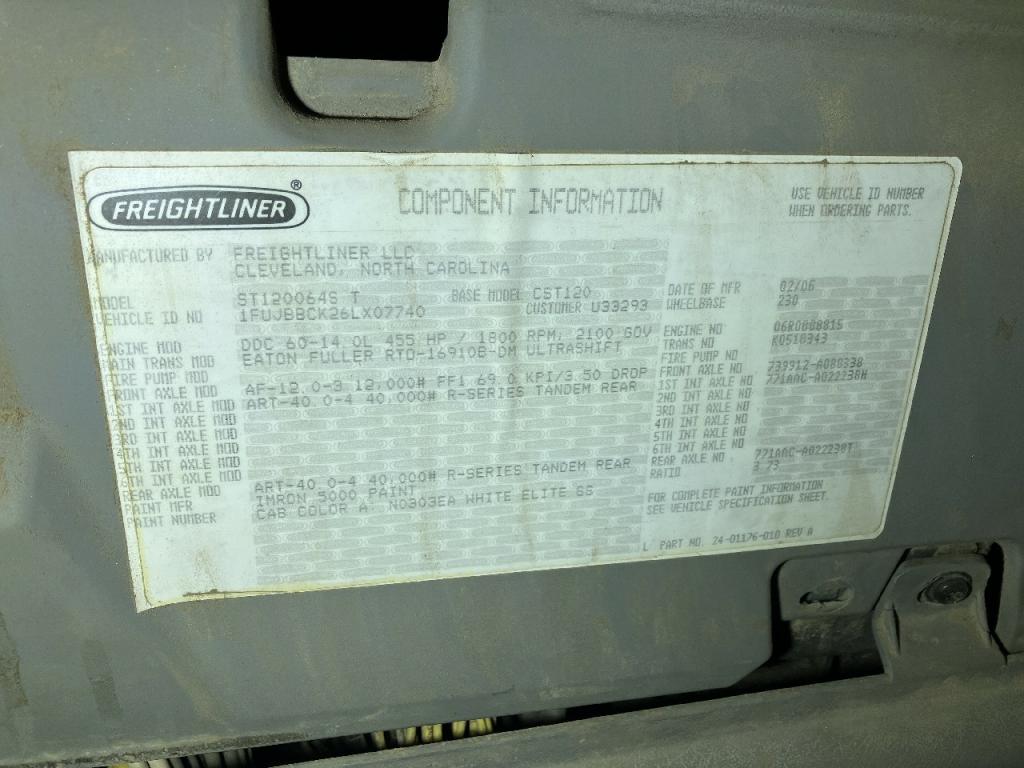 FREIGHTLINER ®
COMPONENT INFORMATION
USE VEHICLE ID NUMBER
WHEN ORDERING PARTS.
MANUFACTURED BY FREIGHTLINER LLC
CLEVELAND, NORTH CAROLINA
MODEL ST120064S T BASE MODEL CST120 DATE OF MFR 02/06
VEHICLE ID NO 1FUJBBCK26LX07740 CUSTOMER U33293 WHEELBASE 230
ENGINE MOD DDC 60-14.0L 455 HP / 1800 RPM, 2100 GOV ENGINE NO 06R0888815
MAIN TRANS MOD EATON FULLER RTO-16910B-DM ULTRASHIFT TRANS NO K0518343
FIRE PUMP MOD FIRE PUMP NO
FRONT AXLE MOD AF-12.0-3 12,000# FF1 69.0 KPI/3.50 DROP FRONT AXLE NO 739912-A088338
1ST INT AXLE MOD ART-40.0-4 40,000# R-SERIES TANDEM REAR 1ST INT AXLE NO 771AAC-A022238H
2ND INT AXLE MOD 2ND INT AXLE NO
3RD INT AXLE MOD 3RD INT AXLE NO
4TH INT AXLE MOD 4TH INT AXLE NO
5TH INT AXLE MOD 5TH INT AXLE NO
6TH INT AXLE MOD 6TH INT AXLE NO
REAR AXLE MOD ART-40.0-4 40,000# R-SERIES TANDEM REAR REAR AXLE NO 771AAC-A022238T
PAINT MFR IMRON 5000 PAINT RATIO 3.73
PAINT NUMBER CAB COLOR A: N0303EA WHITE ELITE SS
FOR COMPLETE PAINT INFORMATION
SEE VEHICLE SPECIFICATION SHEET.
L PART NO. 24-01176-010 REV A